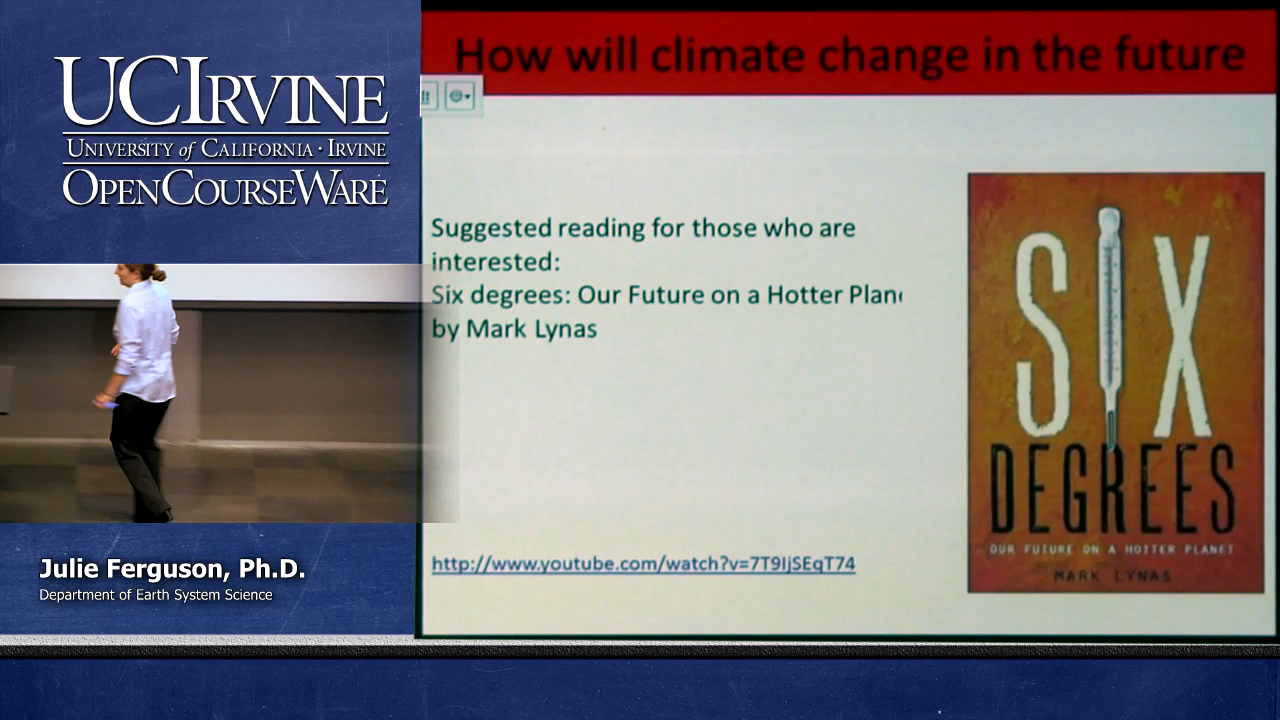 UCIRVINE
UNIVERSITY of CALIFORNIA · IRVINE
OPENCOURSEWARE
Julie Ferguson, Ph.D.
Department of Earth System Science
How will climate change in the future
Suggested reading for those who are
interested:
Six degrees: Our Future on a Hotter Plan
by Mark Lynas
http://www.youtube.com/watch?v=7T9IjSEqT74
SIX
DEGREES
OUR FUTURE ON A HOTTER PLANET
MARK LYNAS